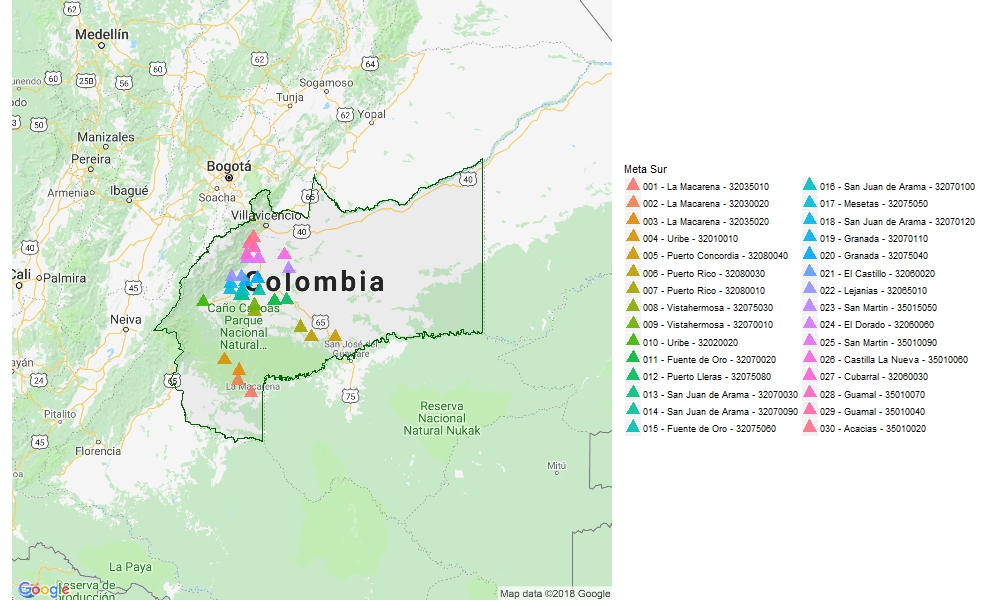 62
Medellín
62
64
60
60
25B
56
Sogamoso
Tunja
62
Yopal
50
Manizales
Pereira
Bogotá
Armenia
Ibagué
Soacha
65
40
Villavicencio
40
40
Cali
Palmira
45
Colombia
Neiva
Caño Cristales
Parque
Nacional
Natural...
65
San José del
Guaviare
24
65
La Macarena
75
Pitalito
45
Florencia
Reserva
Nacional
Natural Nukak
Mitú
La Paya
Reserva de
Producción
Google
Map data ©2018 Google
Meta Sur
001 - La Macarena - 32035010
002 - La Macarena - 32030020
003 - La Macarena - 32035020
004 - Uribe - 32010010
005 - Puerto Concordia - 32080040
006 - Puerto Rico - 32080030
007 - Puerto Rico - 32080010
008 - Vistahermosa - 32075030
009 - Vistahermosa - 32070010
010 - Uribe - 32020020
011 - Fuente de Oro - 32070020
012 - Puerto Lleras - 32075080
013 - San Juan de Arama - 32070030
014 - San Juan de Arama - 32070090
015 - Fuente de Oro - 32075060
016 - San Juan de Arama - 32070100
017 - Mesetas - 32075050
018 - San Juan de Arama - 32070120
019 - Granada - 32070110
020 - Granada - 32075040
021 - El Castillo - 32060020
022 - Lejanias - 32065010
023 - San Martin - 35015050
024 - El Dorado - 32060060
025 - San Martin - 35010090
026 - Castilla La Nueva - 35010060
027 - Cubarral - 32060030
028 - Guamal - 35010070
029 - Guamal - 35010040
030 - Acacias - 35010020